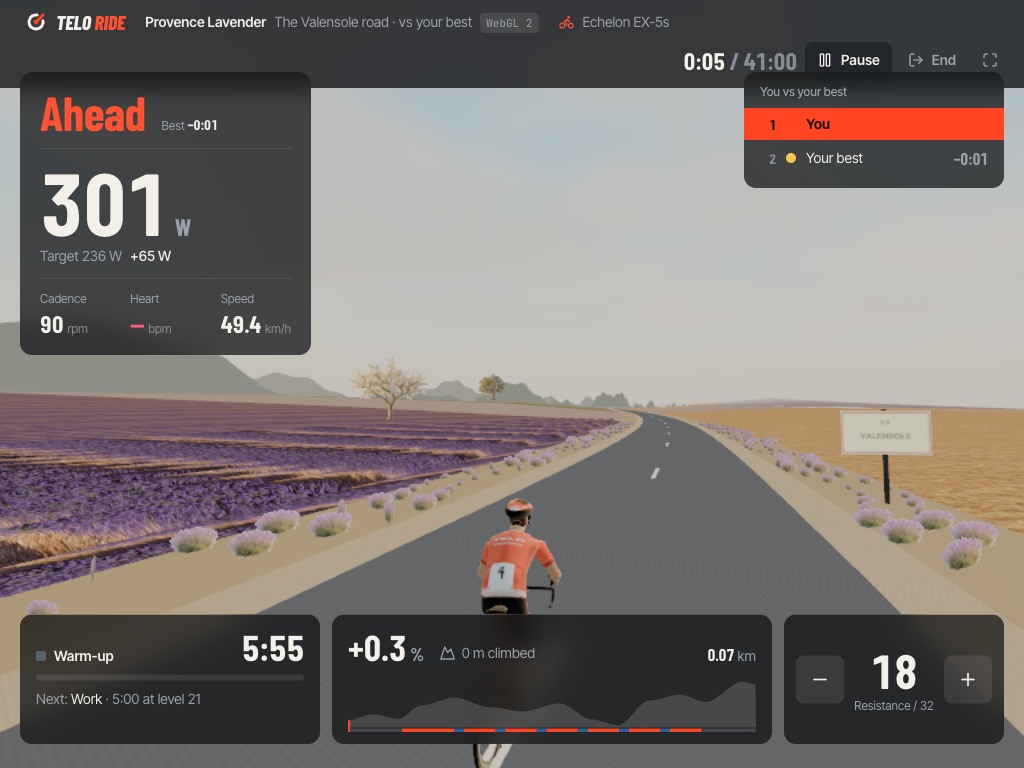 TELO RIDE Provence Lavender The Valensole road · vs your best WebGL 2 Echelon EX-5s
0:05 / 41:00 Pause End
Ahead Best −0:01
301 W
Target 236 W +65 W
Cadence Heart Speed
90 rpm — bpm 49.4 km/h
You vs your best
1 You
2 Your best −0:01
VALENSOLE
TELO
4
Warm-up 5:55
Next: Work · 5:00 at level 21
+0.3 % 0 m climbed 0.07 km
− 18 +
Resistance / 32